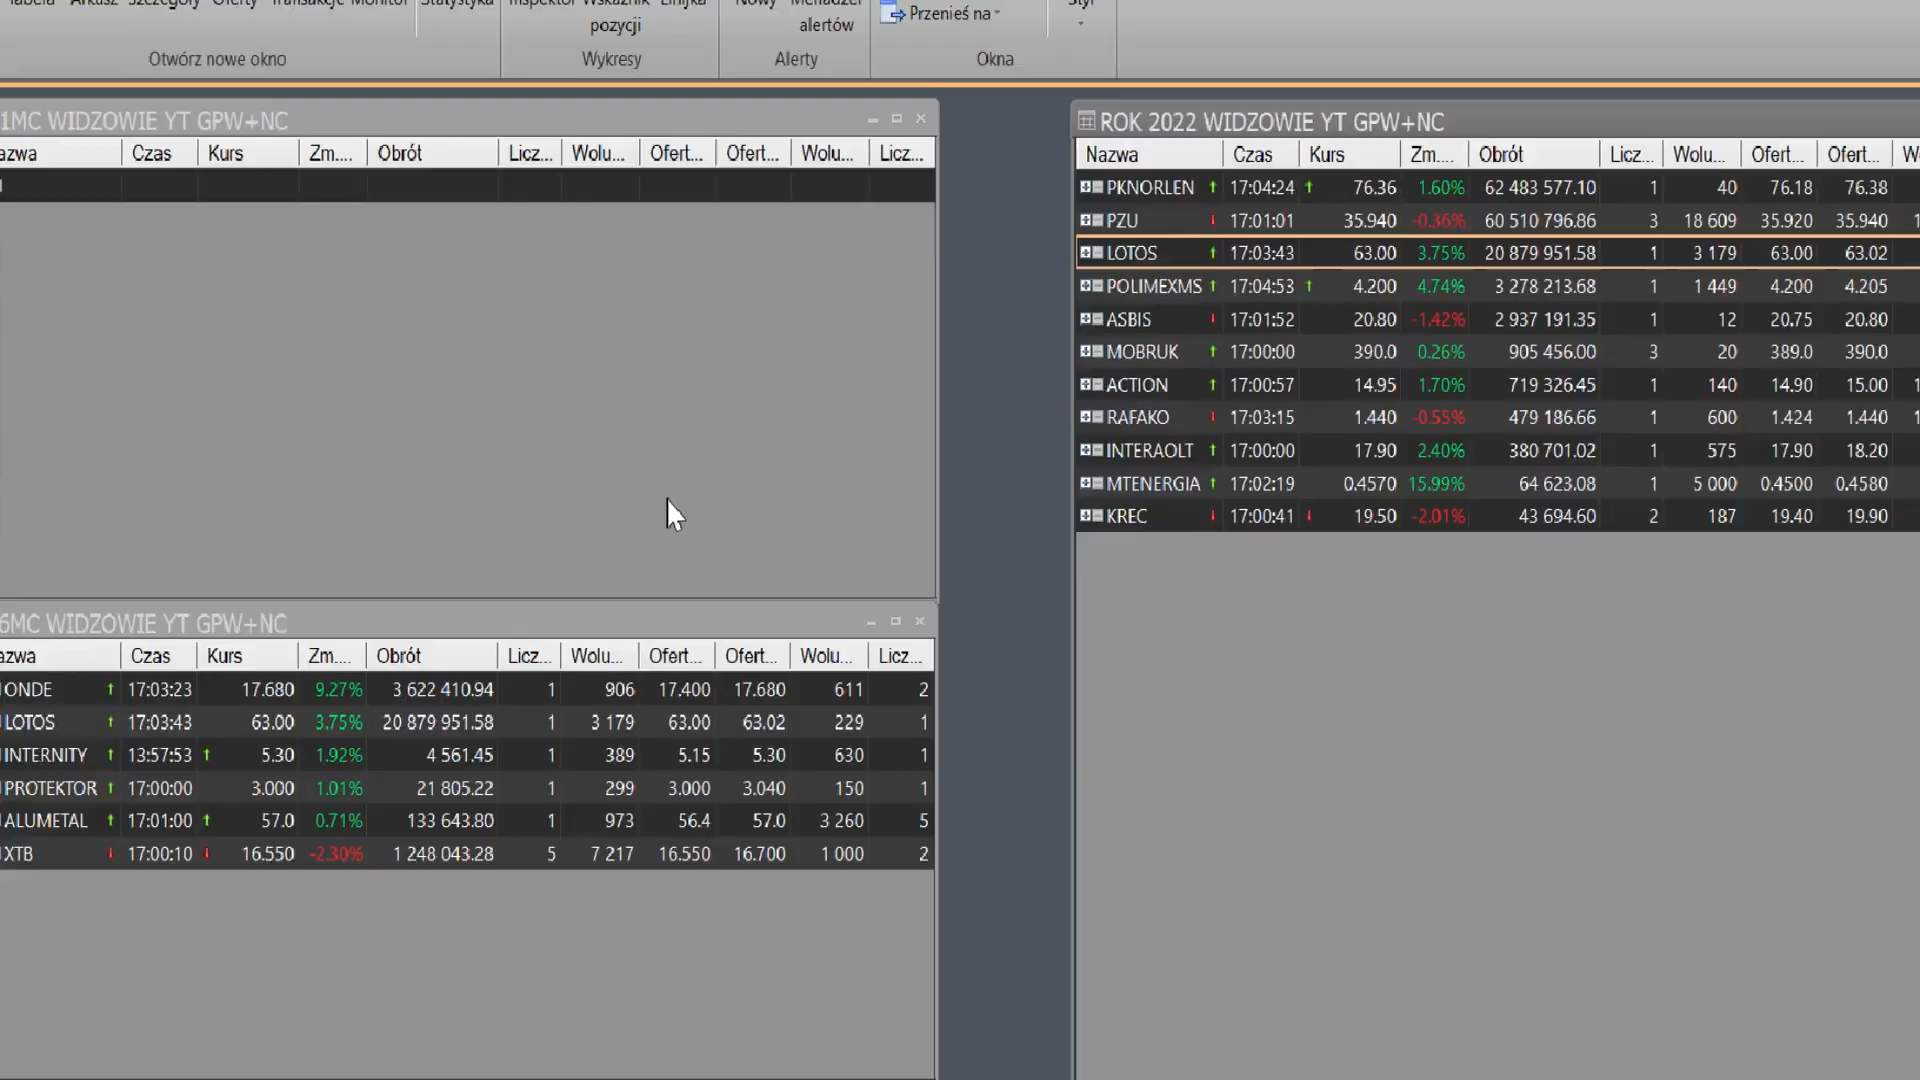 Tabela Arkusz Szczegóły Oferty Transakcje Monitor Statystyka Inspektor Wskaźnik Linijka Nowy Menadżer Styl
pozycji alertów Przenieś na
Otwórz nowe okno Wykresy Alerty Okna
1MC WIDZOWIE YT GPW+NC
azwa Czas Kurs Zm.... Obrót Licz... Wolu... Ofert... Ofert... Wolu... Licz...
6MC WIDZOWIE YT GPW+NC
azwa Czas Kurs Zm.... Obrót Licz... Wolu... Ofert... Ofert... Wolu... Licz...
ONDE 17:03:23 17.680 9.27% 3 622 410.94 1 906 17.400 17.680 611 2
LOTOS 17:03:43 63.00 3.75% 20 879 951.58 1 3 179 63.00 63.02 229 1
INTERNITY 13:57:53 5.30 1.92% 4 561.45 1 389 5.15 5.30 630 1
PROTEKTOR 17:00:00 3.000 1.01% 21 805.22 1 299 3.000 3.040 150 1
ALUMETAL 17:01:00 57.0 0.71% 133 643.80 1 973 56.4 57.0 3 260 5
XTB 17:00:10 16.550 -2.30% 1 248 043.28 5 7 217 16.550 16.700 1 000 2
ROK 2022 WIDZOWIE YT GPW+NC
Nazwa Czas Kurs Zm.... Obrót Licz... Wolu... Ofert... Ofert... W
PKNORLEN 17:04:24 76.36 1.60% 62 483 577.10 1 40 76.18 76.38
PZU 17:01:01 35.940 -0.36% 60 510 796.86 3 18 609 35.920 35.940 1
LOTOS 17:03:43 63.00 3.75% 20 879 951.58 1 3 179 63.00 63.02
POLIMEXMS 17:04:53 4.200 4.74% 3 278 213.68 1 1 449 4.200 4.205
ASBIS 17:01:52 20.80 -1.42% 2 937 191.35 1 12 20.75 20.80
MOBRUK 17:00:00 390.0 0.26% 905 456.00 3 20 389.0 390.0
ACTION 17:00:57 14.95 1.70% 719 326.45 1 140 14.90 15.00 1
RAFAKO 17:03:15 1.440 -0.55% 479 186.66 1 600 1.424 1.440 1
INTERAOLT 17:00:00 17.90 2.40% 380 701.02 1 575 17.90 18.20
MTENERGIA 17:02:19 0.4570 15.99% 64 623.08 1 5 000 0.4500 0.4580
KREC 17:00:41 19.50 -2.01% 43 694.60 2 187 19.40 19.90